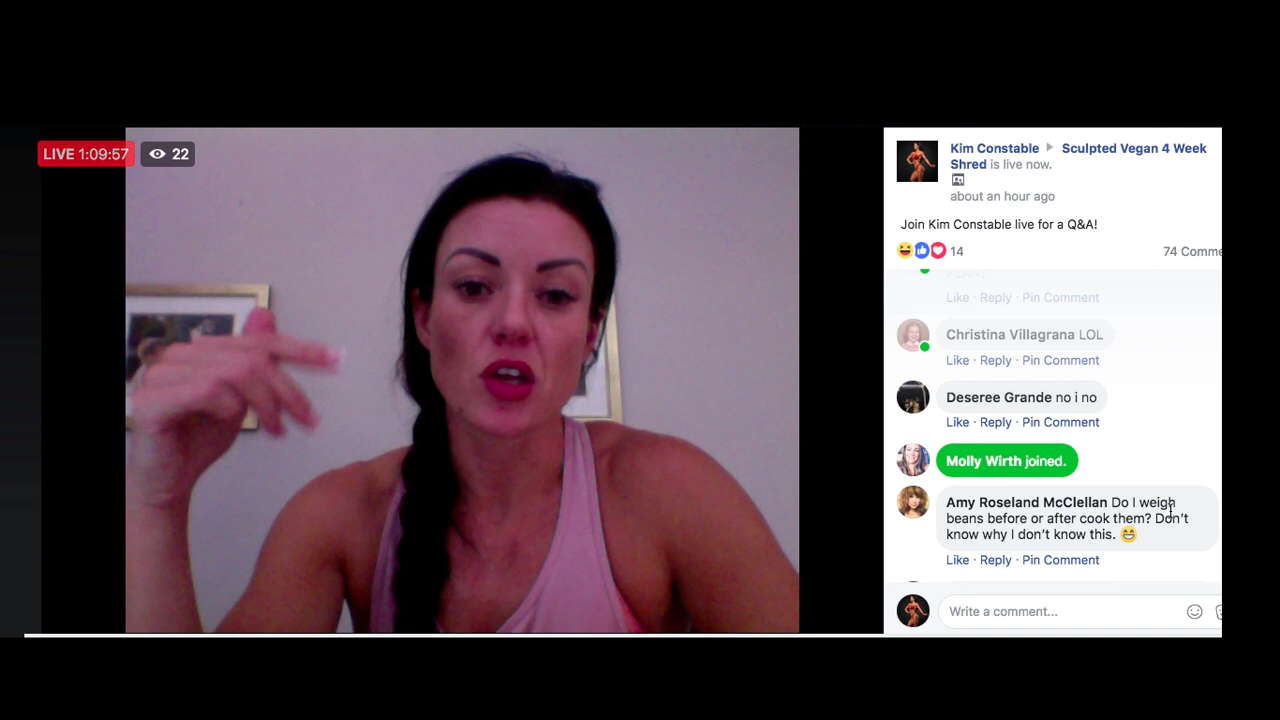 LIVE 1:09:57
22
Kim Constable ▸ Sculpted Vegan 4 Week
Shred is live now.
about an hour ago
Join Kim Constable live for a Q&A!
14
74 Comme
Like · Reply · Pin Comment
Christina Villagrana LOL
Like · Reply · Pin Comment
Deseree Grande no i no
Like · Reply · Pin Comment
Molly Wirth joined.
Amy Roseland McClellan Do I weigh
beans before or after cook them? Don't
know why I don't know this. 😁
Like · Reply · Pin Comment
Write a comment...